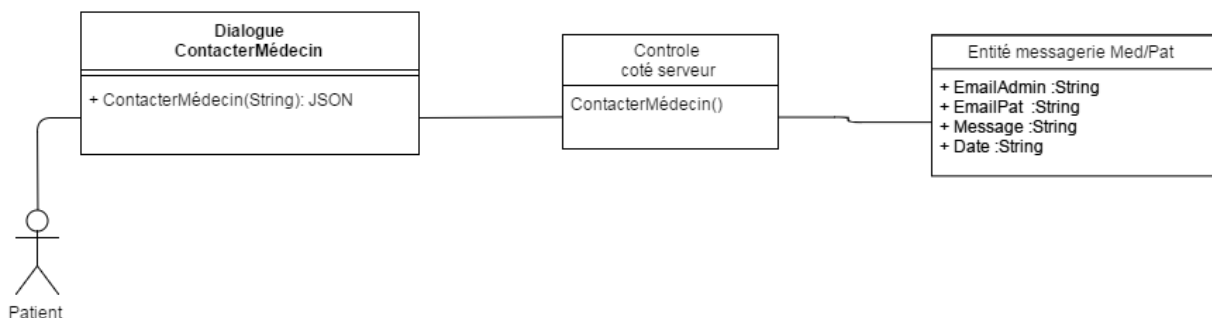 Dialogue
ContacterMédecin
+ ContacterMédecin(String): JSON
Controle
coté serveur
ContacterMédecin()
Entité messagerie Med/Pat
+ EmailAdmin :String
+ EmailPat :String
+ Message :String
+ Date :String
Patient